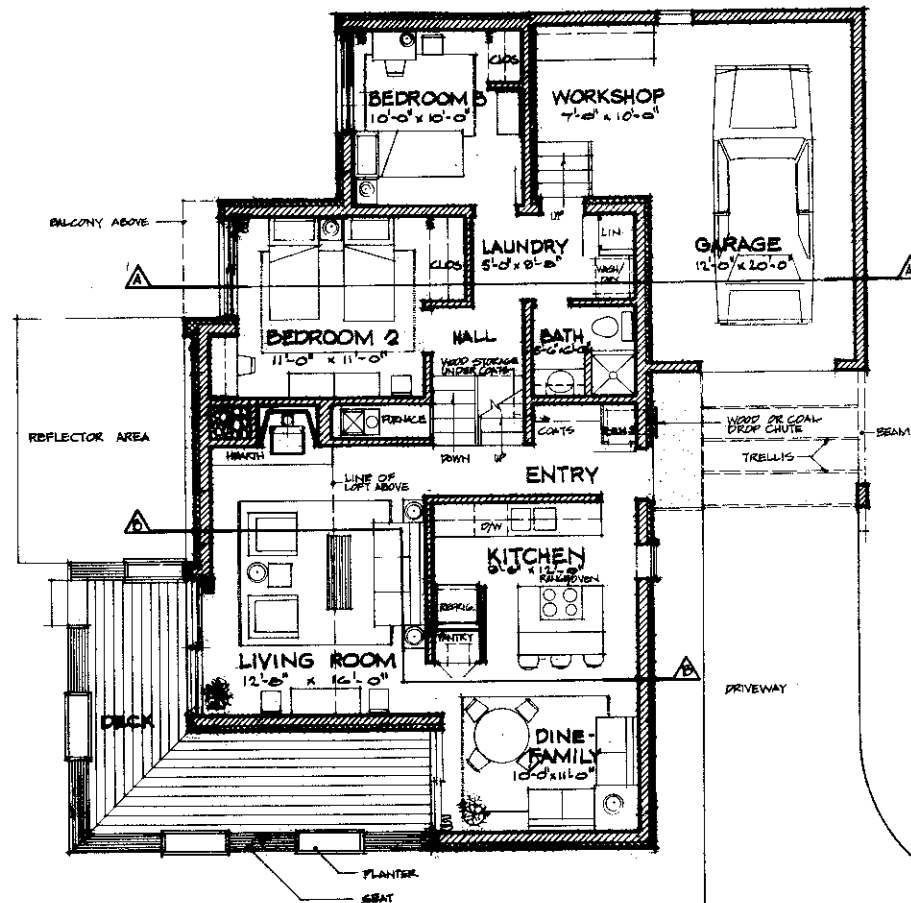 CLOS
BEDROOM 3
10'-0" x 10'-0"
WORKSHOP
7'-0" x 10'-0"
BALCONY ABOVE
UP
LIN.
LAUNDRY
5'-0" x 9'-8"
GARAGE
12'-0" x 20'-0"
CLOS
WASH/
DRY
A
A
BEDROOM 2
11'-0" x 11'-0"
HALL
BATH
WOOD STORAGE
UNDER COATS
FURNACE
COATS
WOOD OR COAL
DROP CHUTE
BEAM
REFLECTOR AREA
TRELLIS
HEARTH
DOWN
UP
LINE OF
LOFT ABOVE
ENTRY
B
D/W
KITCHEN
RANGE/OVEN
REFRIG.
PANTRY
LIVING ROOM
12'-8" x 16'-0"
B
DRIVEWAY
DECK
DINE-
FAMILY
10'-0" x 11'-0"
PLANTER
SEAT